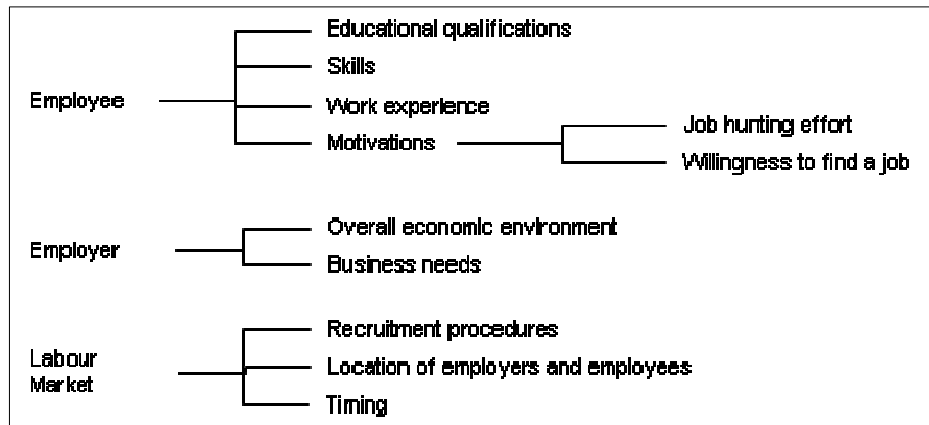 Educational qualifications
Skills
Employee
Work experience
Motivations
Job hunting effort
Willingness to find a job
Overall economic environment
Employer
Business needs
Recruitment procedures
Labour
Market
Location of employers and employees
Timing